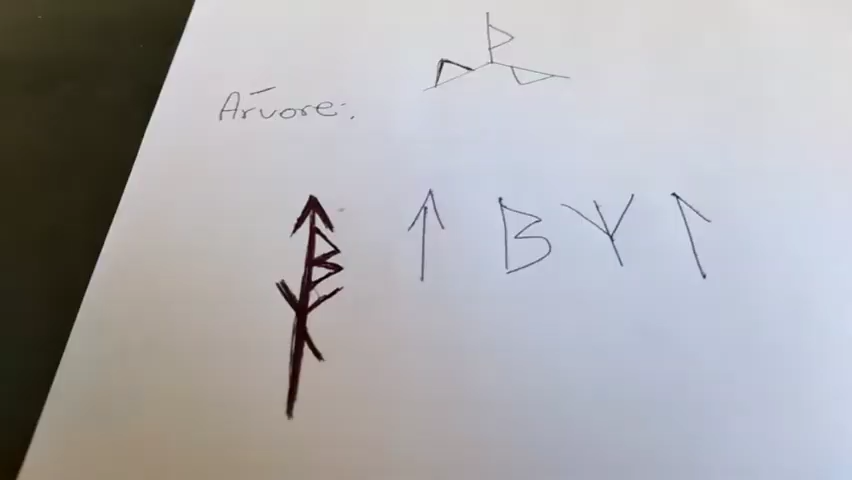 Árvore:
ᛏ ᛒ ᛉ ᛚ